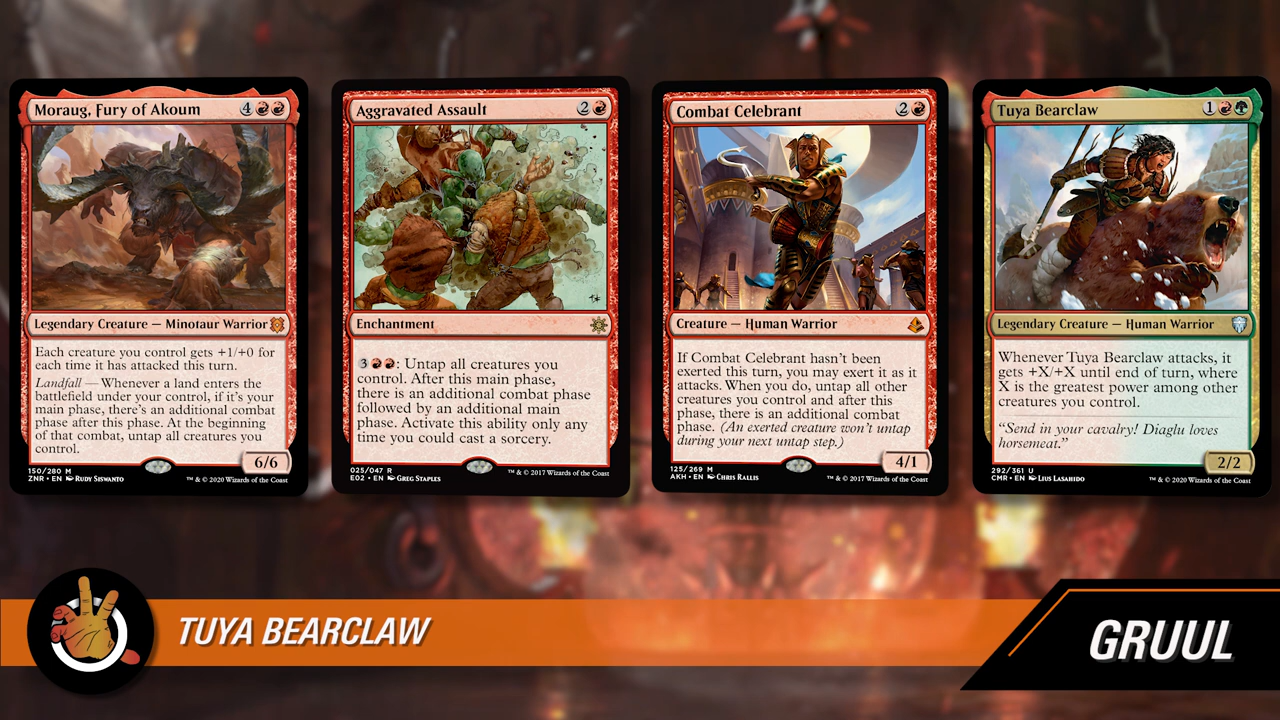 Moraug, Fury of Akoum 4
Each creature you control gets +1/+0 for
each time it has attacked this turn.
Landfall — Whenever a land enters the
battlefield under your control, if it's your
main phase, there's an additional combat
phase after this phase. At the beginning
of that combat, untap all creatures you
control.
Legendary Creature — Minotaur Warrior
6/6
150/280 M
ZNR • EN Rudy Siswanto
™ & © 2020 Wizards of the Coast
Aggravated Assault 2
Enchantment
3 : Untap all creatures you
control. After this main phase,
there is an additional combat phase
followed by an additional main
phase. Activate this ability only any
time you could cast a sorcery.
025/047 R
E02 • EN Greg Staples
™ & © 2017 Wizards of the Coast
Combat Celebrant 2
Creature — Human Warrior
If Combat Celebrant hasn't been
exerted this turn, you may exert it as it
attacks. When you do, untap all other
creatures you control and after this
phase, there is an additional combat
phase. (An exerted creature won't untap
during your next untap step.)
4/1
125/269 M
AKH • EN Chris Rallis
™ & © 2017 Wizards of the Coast
Tuya Bearclaw 1
Legendary Creature — Human Warrior
Whenever Tuya Bearclaw attacks, it
gets +X/+X until end of turn, where
X is the greatest power among other
creatures you control.
"Send in your cavalry! Diaglu loves
horsemeat."
2/2
292/361 U
CMR • EN Lius Lasahido
™ & © 2020 Wizards of the Coast
TUYA BEARCLAW
GRUUL